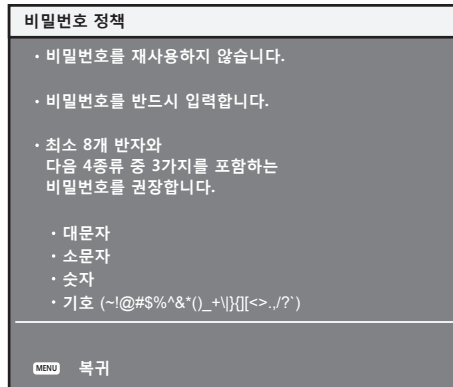 비밀번호 정책
・비밀번호를 재사용하지 않습니다.
・비밀번호를 반드시 입력합니다.
・최소 8개 반자와
다음 4종류 중 3가지를 포함하는
비밀번호를 권장합니다.
・대문자
・소문자
・숫자
・기호 (~!@#$%^&*()_+\|}{][<>.,/?`)
MENU 복귀